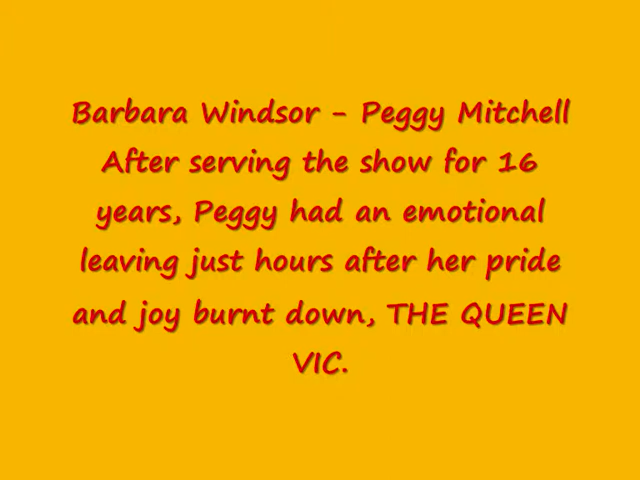 Barbara Windsor - Peggy Mitchell
After serving the show for 16
years, Peggy had an emotional
leaving just hours after her pride
and joy burnt down, THE QUEEN
VIC.